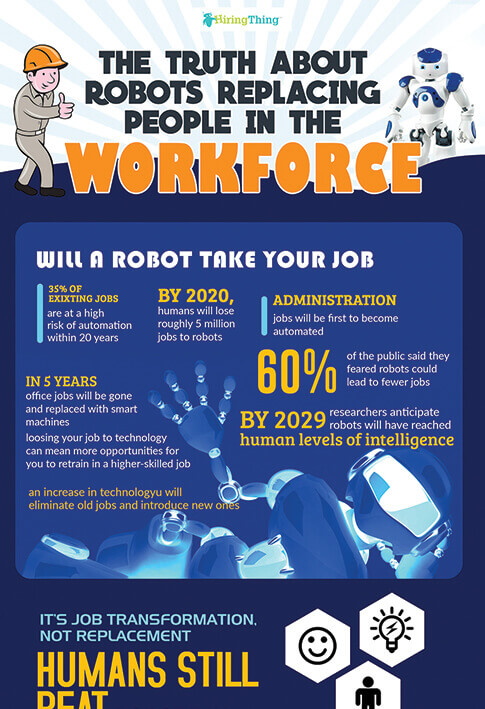 HiringThing
THE TRUTH ABOUT
ROBOTS REPLACING
PEOPLE IN THE
WORKFORCE
WILL A ROBOT TAKE YOUR JOB
35% OF
EXIXTING JOBS
are at a high
risk of automation
within 20 years
BY 2020,
humans will lose
roughly 5 million
jobs to robots
ADMINISTRATION
jobs will be first to become
automated
60%
of the public said they
feared robots could
lead to fewer jobs
IN 5 YEARS
office jobs will be gone
and replaced with smart
machines
loosing your job to technology
can mean more opportunities for
you to retrain in a higher-skilled job
BY 2029 researchers anticipate
robots will have reached
human levels of intelligence
an increase in technologyu will
eliminate old jobs and introduce new ones
IT'S JOB TRANSFORMATION,
NOT REPLACEMENT
HUMANS STILL
BEAT